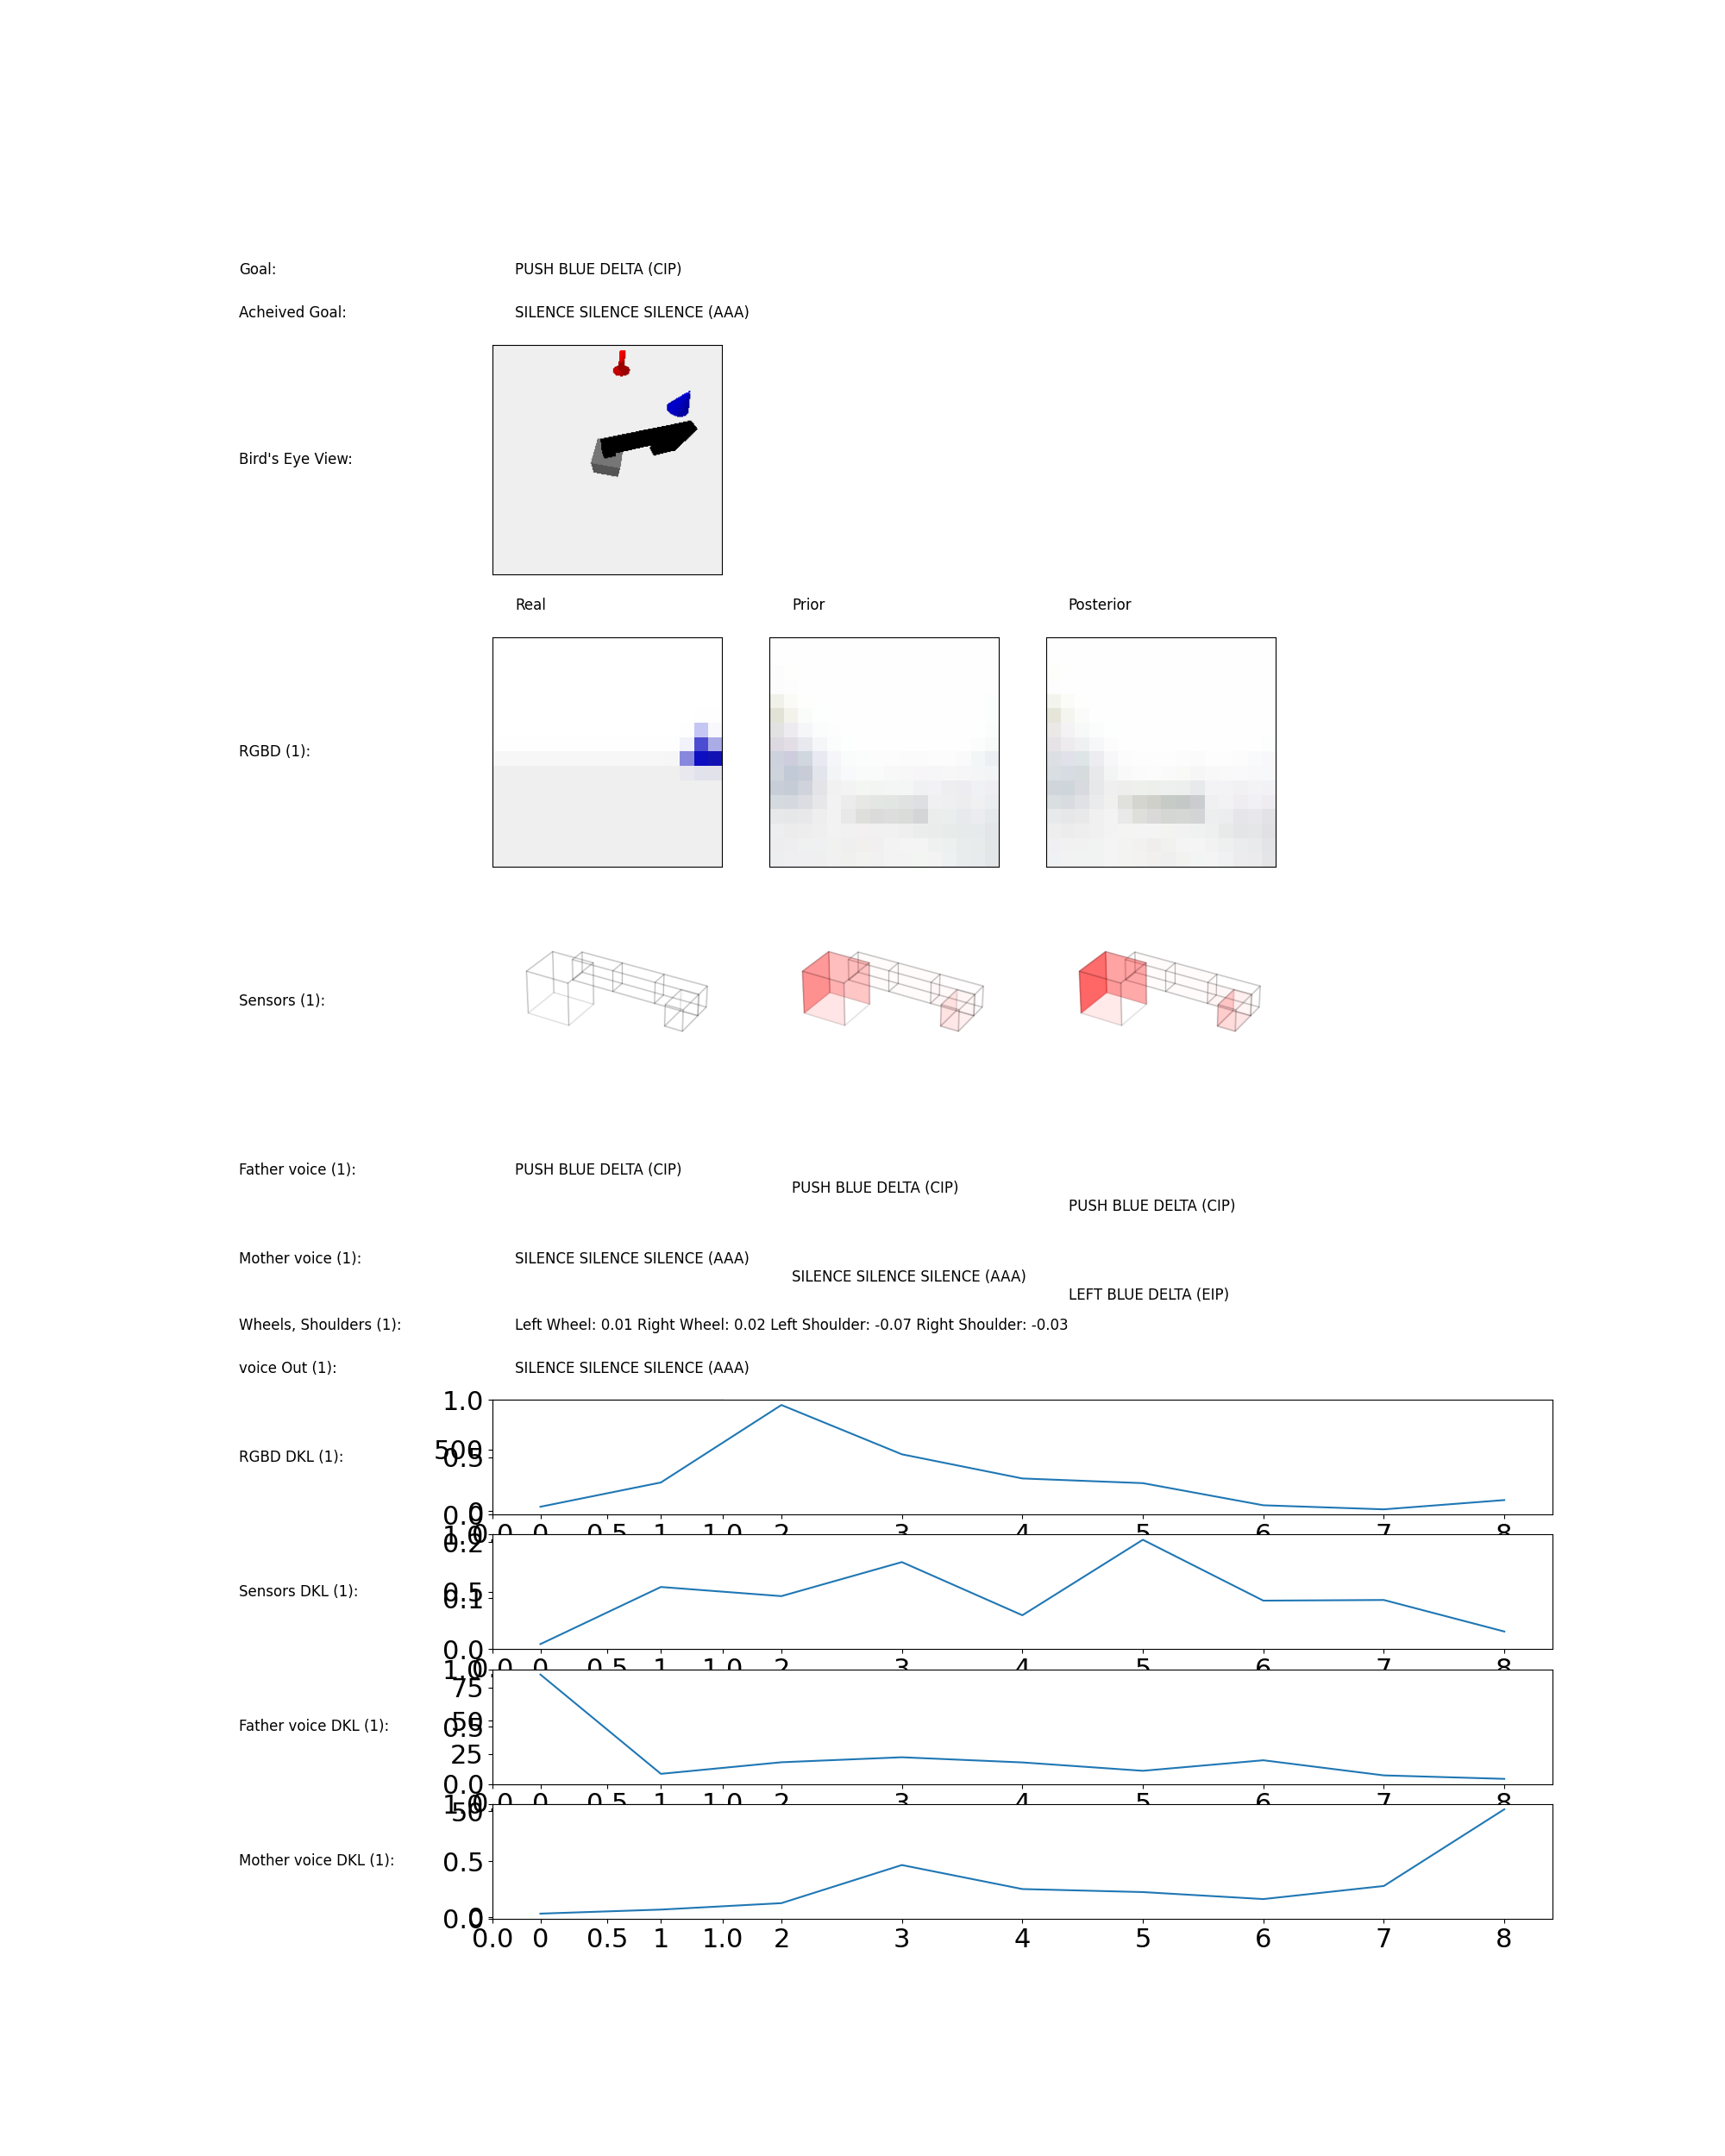 Goal: PUSH BLUE DELTA (CIP)
Acheived Goal: SILENCE SILENCE SILENCE (AAA)
Bird's Eye View:
Real Prior Posterior
RGBD (1):
Sensors (1):
Father voice (1): PUSH BLUE DELTA (CIP)
PUSH BLUE DELTA (CIP)
PUSH BLUE DELTA (CIP)
Mother voice (1): SILENCE SILENCE SILENCE (AAA)
SILENCE SILENCE SILENCE (AAA)
LEFT BLUE DELTA (EIP)
Wheels, Shoulders (1): Left Wheel: 0.01 Right Wheel: 0.02 Left Shoulder: -0.07 Right Shoulder: -0.03
voice Out (1): SILENCE SILENCE SILENCE (AAA)
1.0
500
RGBD DKL (1): 0.5
0.0 0
0.0 0 0.5 1 1.0 2 3 4 5 6 7 8
1.0
0.2
Sensors DKL (1): 0.5
0.1
0.0
0.0 0 0.5 1 1.0 2 3 4 5 6 7 8
1.0
75
50
Father voice DKL (1): 0.5
25
0.0
0.0 0 0.5 1 1.0 2 3 4 5 6 7 8
1.0
50
Mother voice DKL (1): 0.5
0.0 0
0.0 0 0.5 1 1.0 2 3 4 5 6 7 8